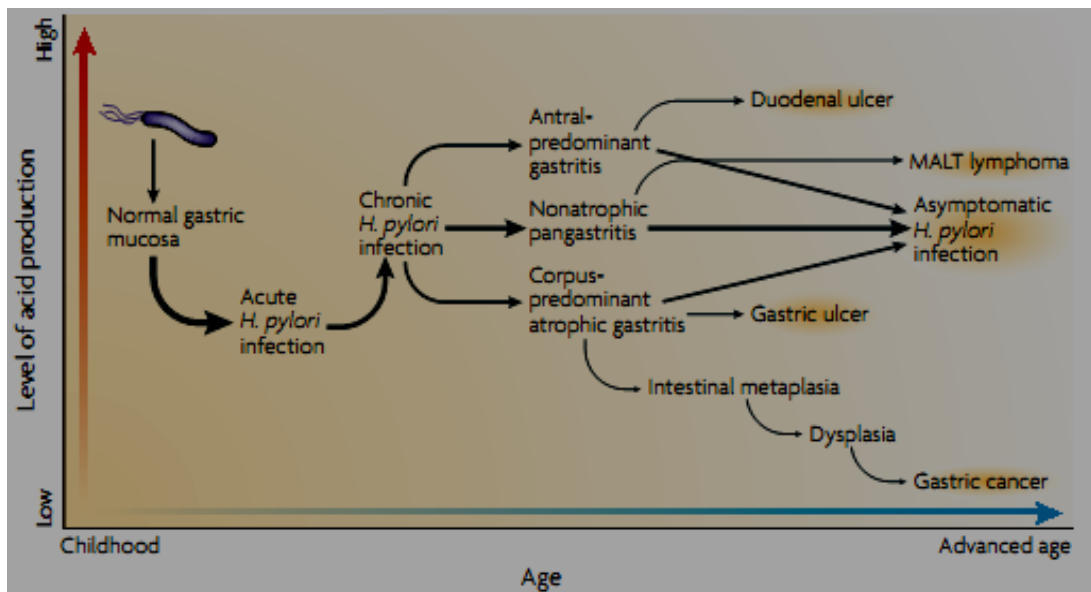 High
Level of acid production
Low
Normal gastric
mucosa
Acute
H. pylori
infection
Chronic
H. pylori
infection
Antral-
predominant
gastritis
Nonatrophic
pangastritis
Corpus-
predominant
atrophic gastritis
Duodenal ulcer
MALT lymphoma
Asymptomatic
H. pylori
infection
Gastric ulcer
Intestinal metaplasia
Dysplasia
Gastric cancer
Childhood
Advanced age
Age